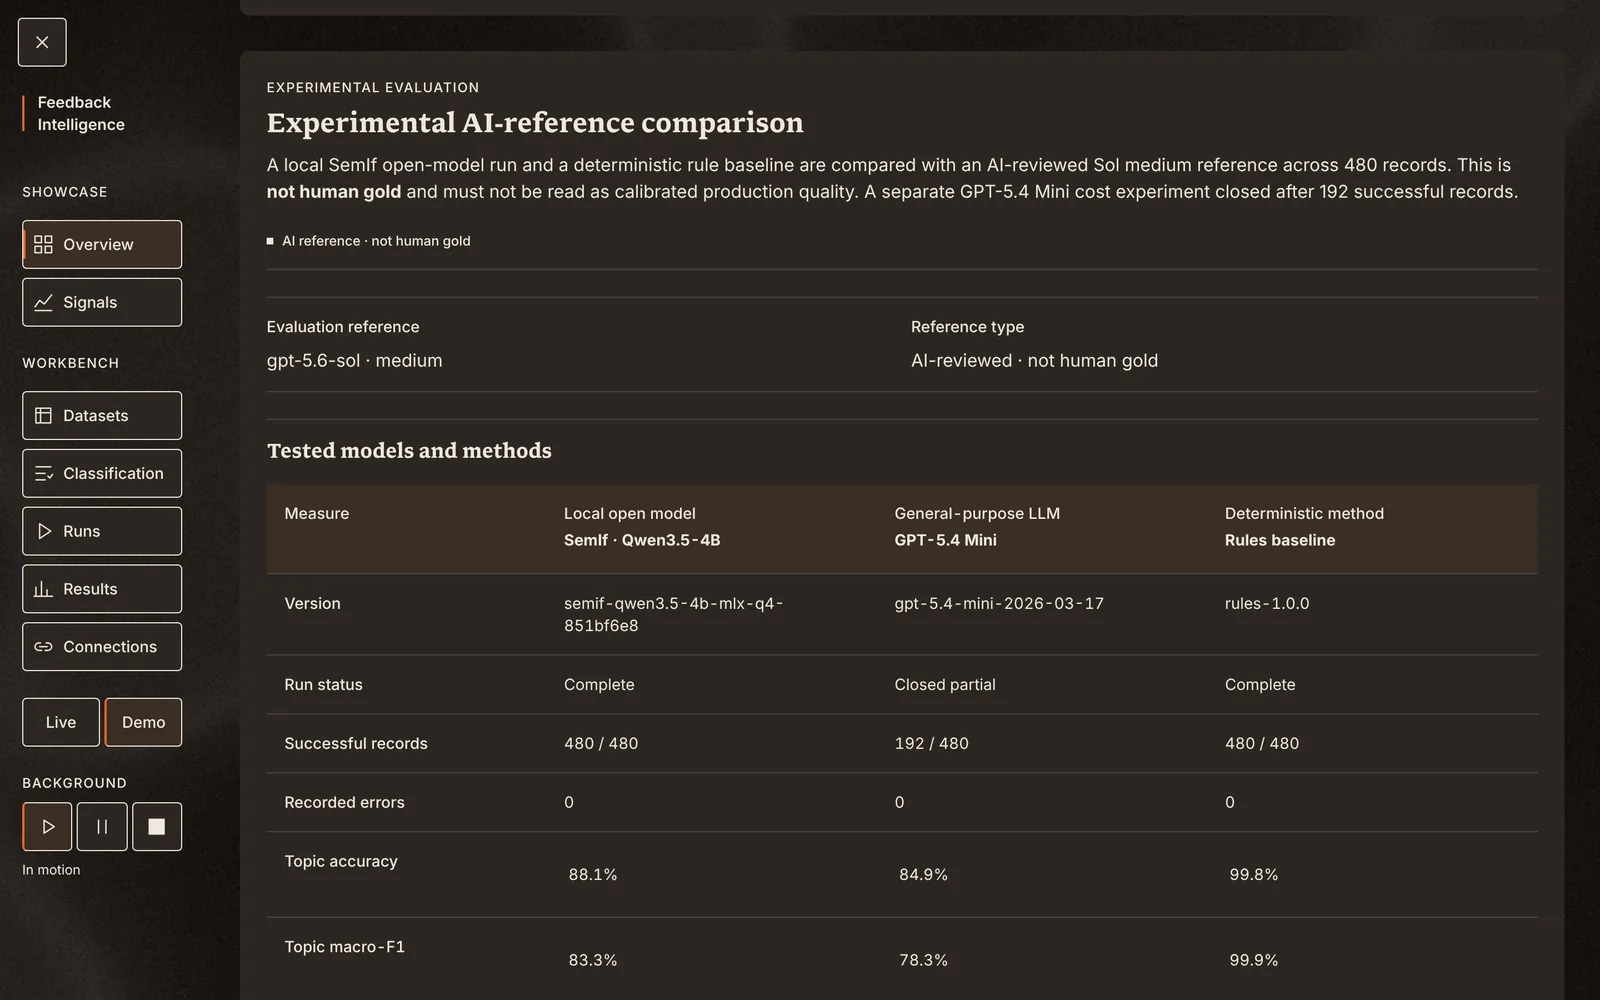 Feedback
Intelligence
SHOWCASE
Overview
Signals
WORKBENCH
Datasets
Classification
Runs
Results
Connections
Live
Demo
BACKGROUND
In motion
EXPERIMENTAL EVALUATION
Experimental AI-reference comparison
A local SemIf open-model run and a deterministic rule baseline are compared with an AI-reviewed Sol medium reference across 480 records. This is
not human gold and must not be read as calibrated production quality. A separate GPT-5.4 Mini cost experiment closed after 192 successful records.
AI reference · not human gold
Evaluation reference
gpt-5.6-sol · medium
Reference type
AI-reviewed · not human gold
Tested models and methods
Measure
Local open model
SemIf · Qwen3.5-4B
General-purpose LLM
GPT-5.4 Mini
Deterministic method
Rules baseline
Version
semif-qwen3.5-4b-mlx-q4-
851bf6e8
gpt-5.4-mini-2026-03-17
rules-1.0.0
Run status
Complete
Closed partial
Complete
Successful records
480 / 480
192 / 480
480 / 480
Recorded errors
0
0
0
Topic accuracy
88.1%
84.9%
99.8%
Topic macro-F1
83.3%
78.3%
99.9%